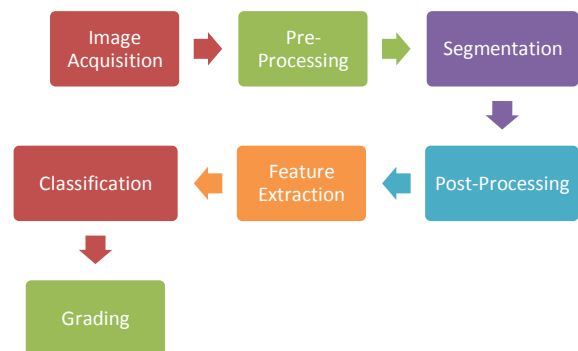 Image
Acquisition
Pre-
Processing
Segmentation
Post-Processing
Feature
Extraction
Classification
Grading